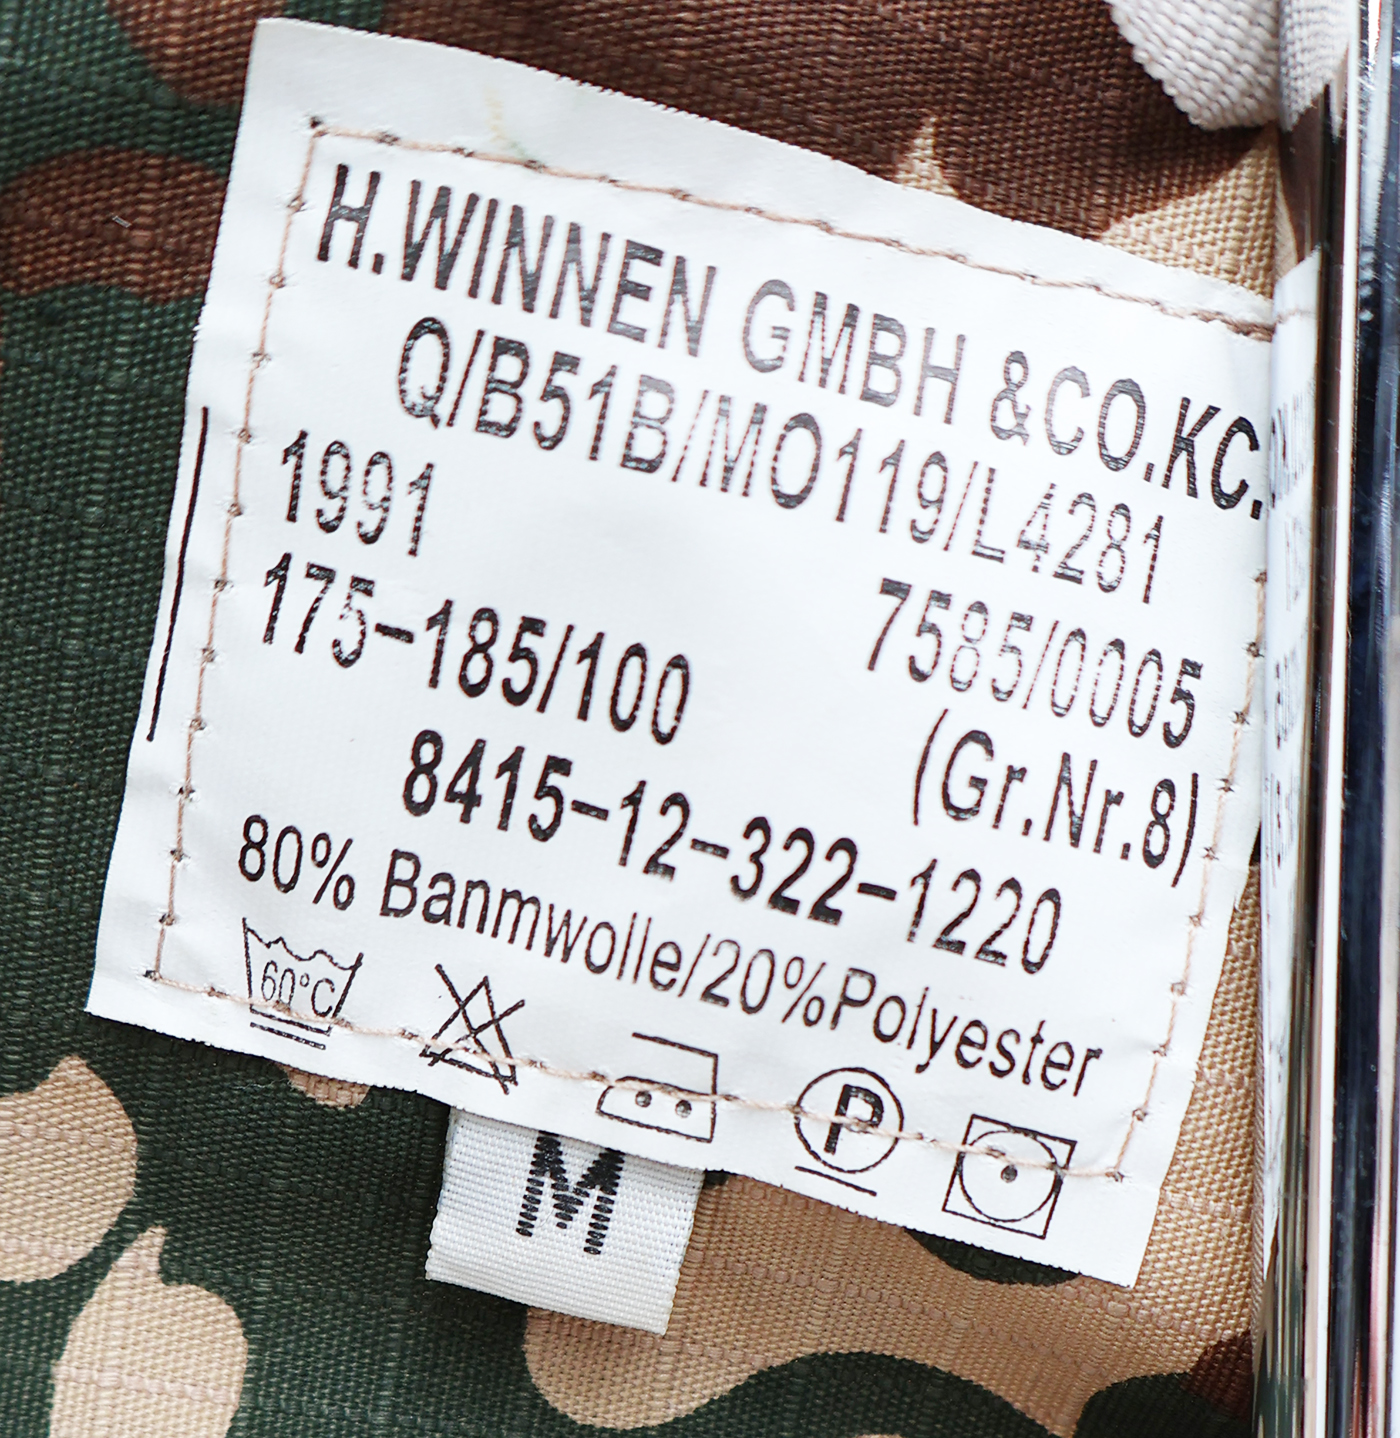 H.WINNEN GMBH &CO.KC.
Q/B51B/MO119/L4281
1991 7585/0005
175-185/100 (Gr.Nr.8)
8415-12-322-1220
80% Banmwolle/20%Polyester
60°C
P
M